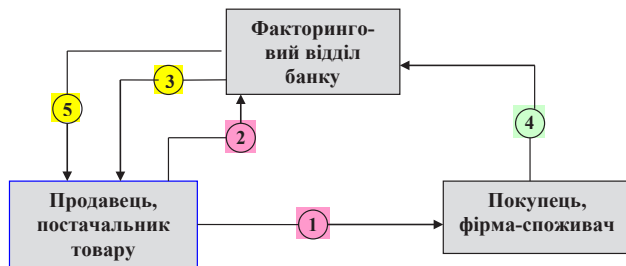 Факторинго-
вий відділ
банку
3
5
4
2
Продавець,
постачальник
товару
1
Покупець,
фірма-споживач